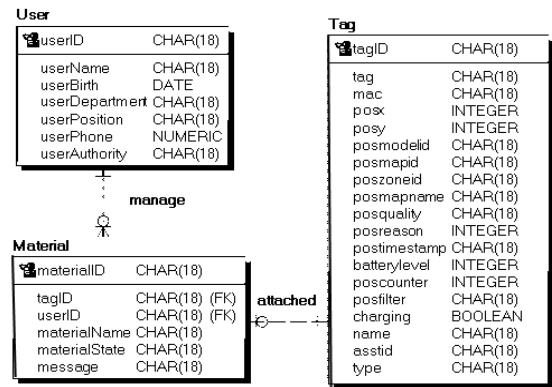 User
userID CHAR(18)
userName CHAR(18)
userBirth DATE
userDepartment CHAR(18)
userPosition CHAR(18)
userPhone NUMERIC
userAuthority CHAR(18)
manage
Material
materialID CHAR(18)
tagID CHAR(18) (FK)
userID CHAR(18) (FK)
materialName CHAR(18)
materialState CHAR(18)
message CHAR(18)
attached
Tag
tagID CHAR(18)
tag CHAR(18)
mac CHAR(18)
posx INTEGER
posy INTEGER
posmodelid CHAR(18)
posmapid CHAR(18)
poszoneid CHAR(18)
posmapname CHAR(18)
posquality CHAR(18)
posreason INTEGER
postimestamp CHAR(18)
batterylevel INTEGER
poscounter INTEGER
posfilter CHAR(18)
charging BOOLEAN
name CHAR(18)
asstid CHAR(18)
type CHAR(18)